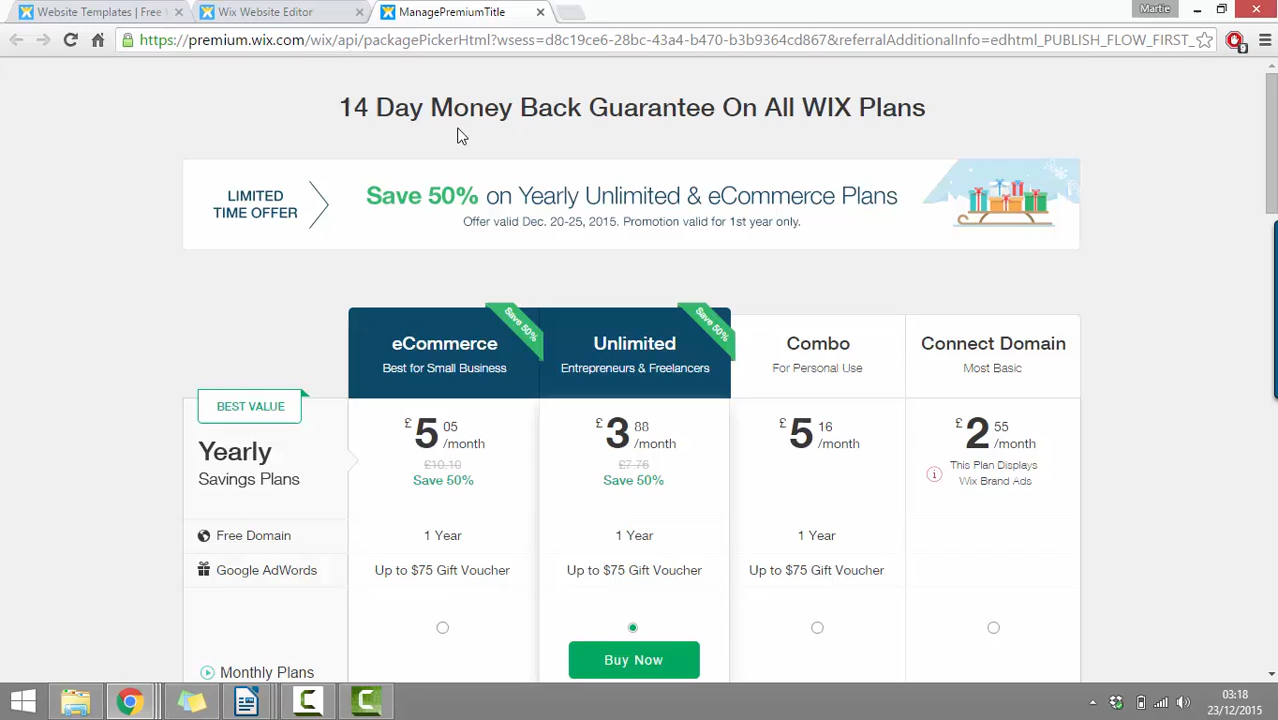 Website Templates | Free
Wix Website Editor
ManagePremiumTitle
Martie
https://premium.wix.com/wix/api/packagePickerHtml?wsess=d8c19ce6-28bc-43a4-b470-b3b9364cd867&referralAdditionalInfo=edhtml_PUBLISH_FLOW_FIRST_
14 Day Money Back Guarantee On All WIX Plans
LIMITED
TIME OFFER
Save 50% on Yearly Unlimited & eCommerce Plans
Offer valid Dec. 20-25, 2015. Promotion valid for 1st year only.
Save 50%
Save 50%
eCommerce
Best for Small Business
Unlimited
Entrepreneurs & Freelancers
Combo
For Personal Use
Connect Domain
Most Basic
BEST VALUE
Yearly
Savings Plans
£ 5 05 /month
£10.10
Save 50%
£ 3 88 /month
£7.76
Save 50%
£ 5 16 /month
£ 2 55 /month
This Plan Displays
Wix Brand Ads
Free Domain 1 Year 1 Year 1 Year
Google AdWords Up to $75 Gift Voucher Up to $75 Gift Voucher Up to $75 Gift Voucher
Buy Now
Monthly Plans
03:18
23/12/2015